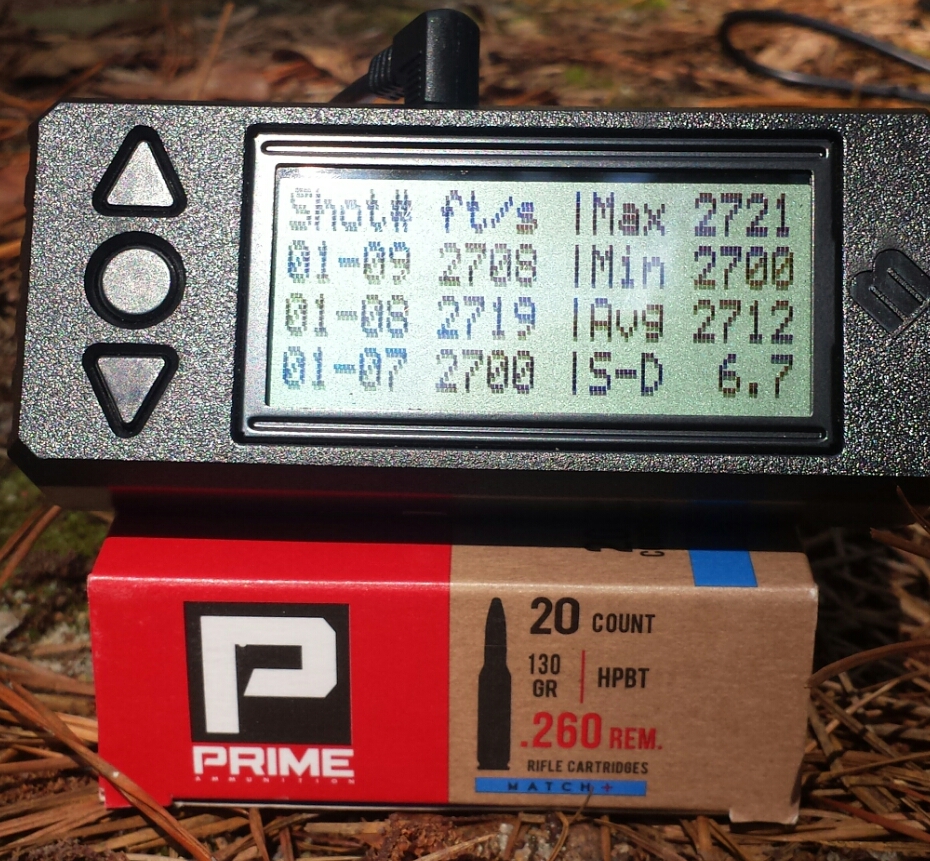 Shot# ft/s |Max 2721
01-09 2708 |Min 2700
01-08 2719 |Avg 2712
01-07 2700 |S-D 6.7
m
P
PRIME
AMMUNITION
20 COUNT
130 GR | HPBT
.260 REM.
RIFLE CARTRIDGES
MATCH+